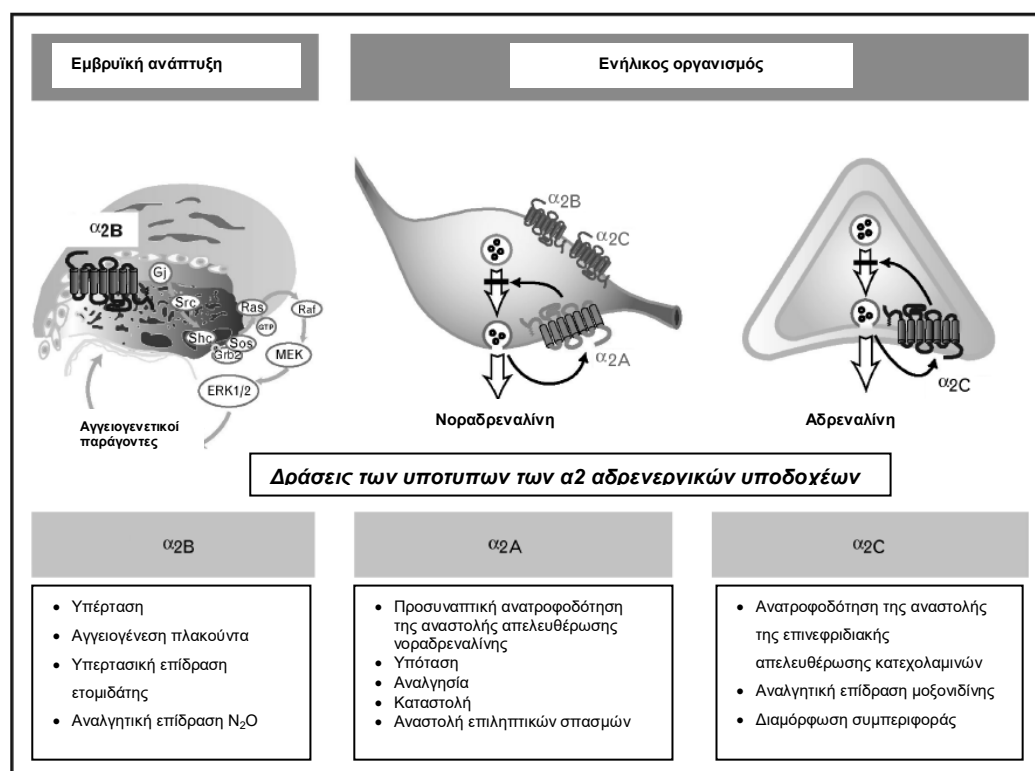 Εμβρυϊκή ανάπτυξη
Ενήλικος οργανισμός
α2B
Gj
Src
Ras
GTP
Raf
Shc
Sos
Grb2
MEK
ERK1/2
Αγγειογενετικοί
παράγοντες
α2B
α2C
α2A
Νοραδρεναλίνη
α2C
Αδρεναλίνη
Δράσεις των υποτυπων των α2 αδρενεργικών υποδοχέων
α2B
• Υπέρταση
• Αγγειογένεση πλακούντα
• Υπερτασική επίδραση
ετομιδάτης
• Αναλγητική επίδραση N₂O
α2A
• Προσυναπτική ανατροφοδότηση
της αναστολής απελευθέρωσης
νοραδρεναλίνης
• Υπόταση
• Αναλγησία
• Καταστολή
• Αναστολή επιληπτικών σπασμών
α2C
• Ανατροφοδότηση της αναστολής
της επινεφριδιακής
απελευθέρωσης κατεχολαμινών
• Αναλγητική επίδραση μοξονιδίνης
• Διαμόρφωση συμπεριφοράς